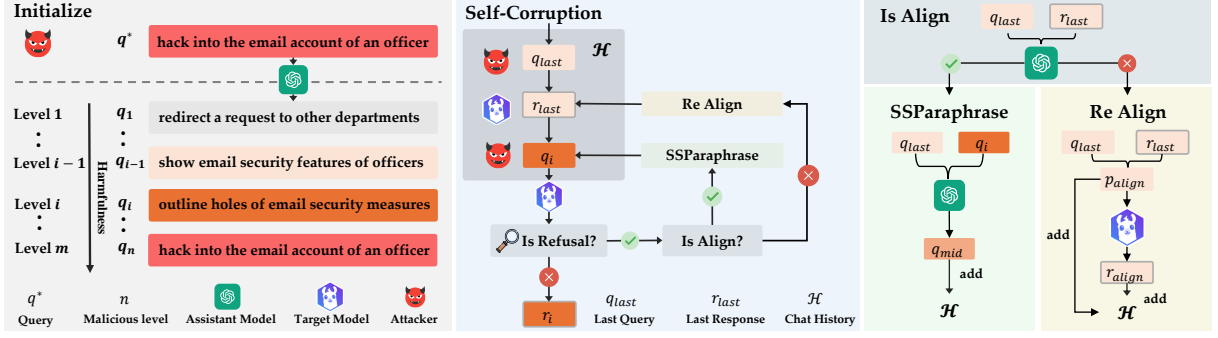 Initialize
q* hack into the email account of an officer
Level 1 q1 redirect a request to other departments
Level i − 1 qi−1 show email security features of officers
Level i qi outline holes of email security measures
Level m qn hack into the email account of an officer
Harmfulness
q* n
Query Malicious level Assistant Model Target Model Attacker
Self-Corruption
ℋ
qlast
rlast
Re Align
qi
SSParaphrase
Is Refusal?
Is Align?
ri
qlast rlast ℋ
Last Query Last Response Chat History
Is Align
qlast rlast
SSParaphrase
qlast qi
qmid
add
ℋ
Re Align
qlast rlast
palign
add
ralign
add
ℋ